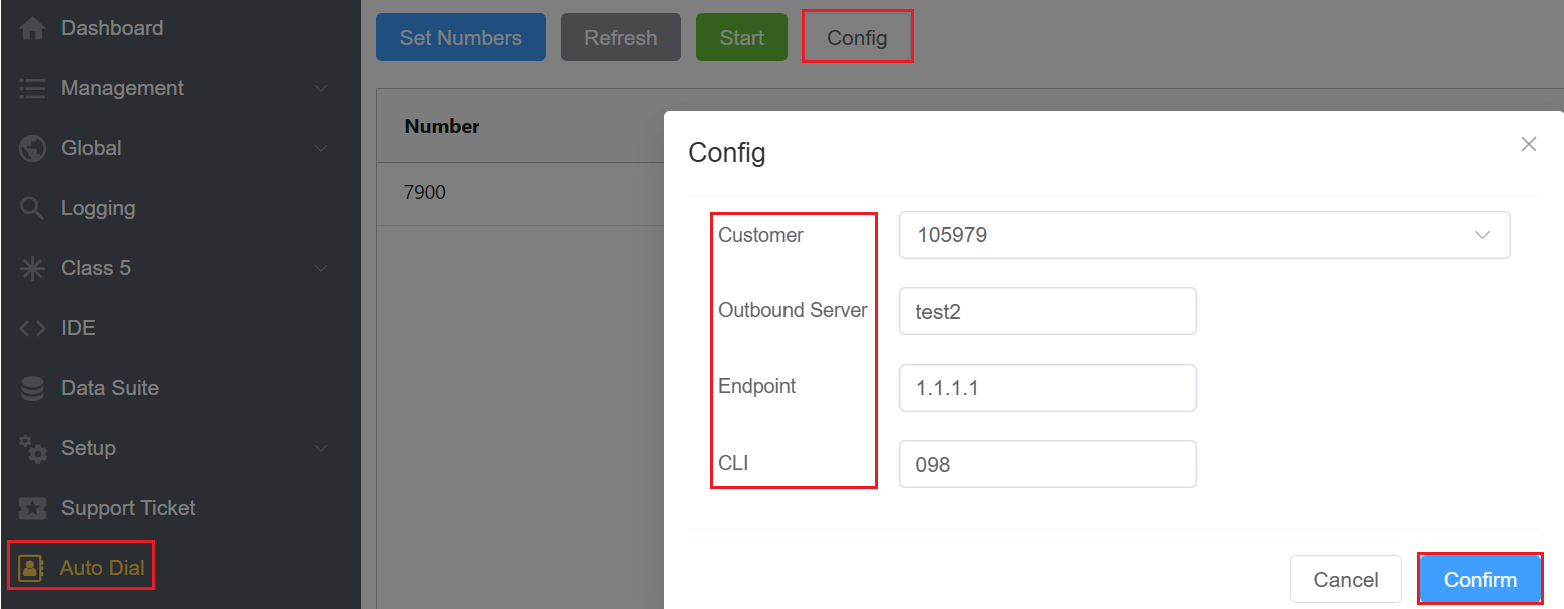 Dashboard
Management
Global
Logging
Class 5
IDE
Data Suite
Setup
Support Ticket
Auto Dial
Set Numbers Refresh Start Config
Number
7900
Config
Customer 105979
Outbound Server test2
Endpoint 1.1.1.1
CLI 098
Cancel Confirm